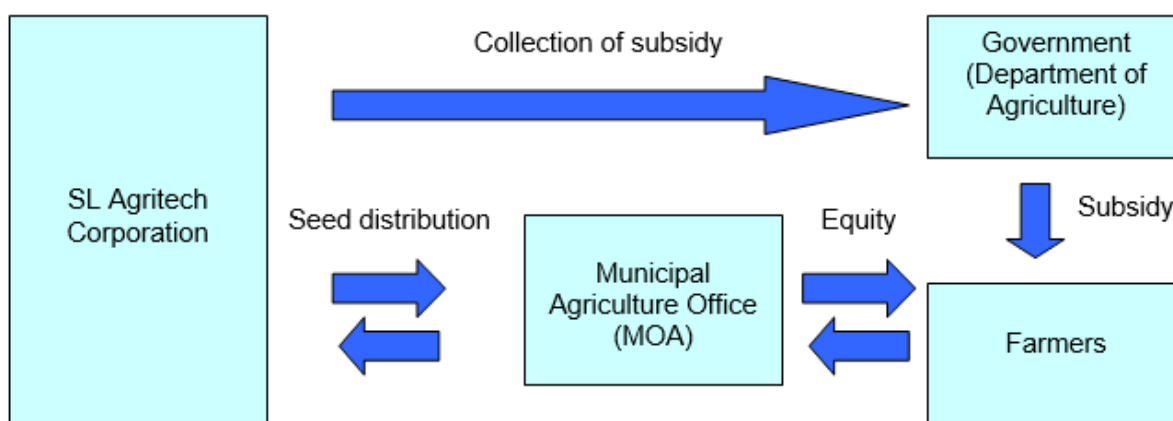 Collection of subsidy
Government
(Department of
Agriculture)
SL Agritech
Corporation
Seed distribution
Equity
Subsidy
Municipal
Agriculture Office
(MOA)
Farmers